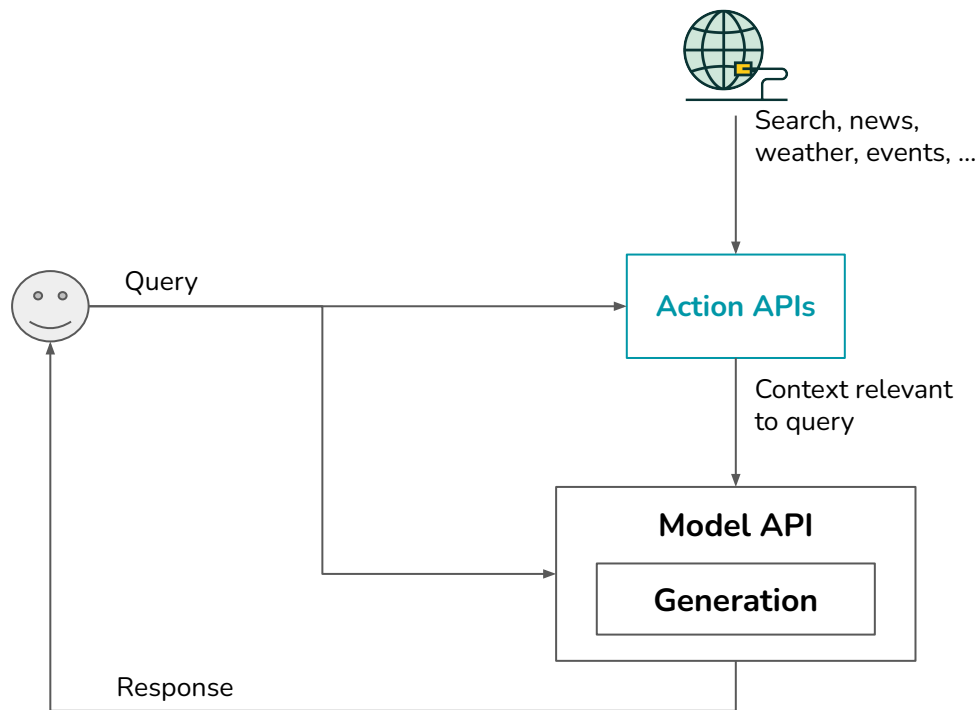 Search, news,
weather, events, ...
Query
Action APIs
Context relevant
to query
Model API
Generation
Response